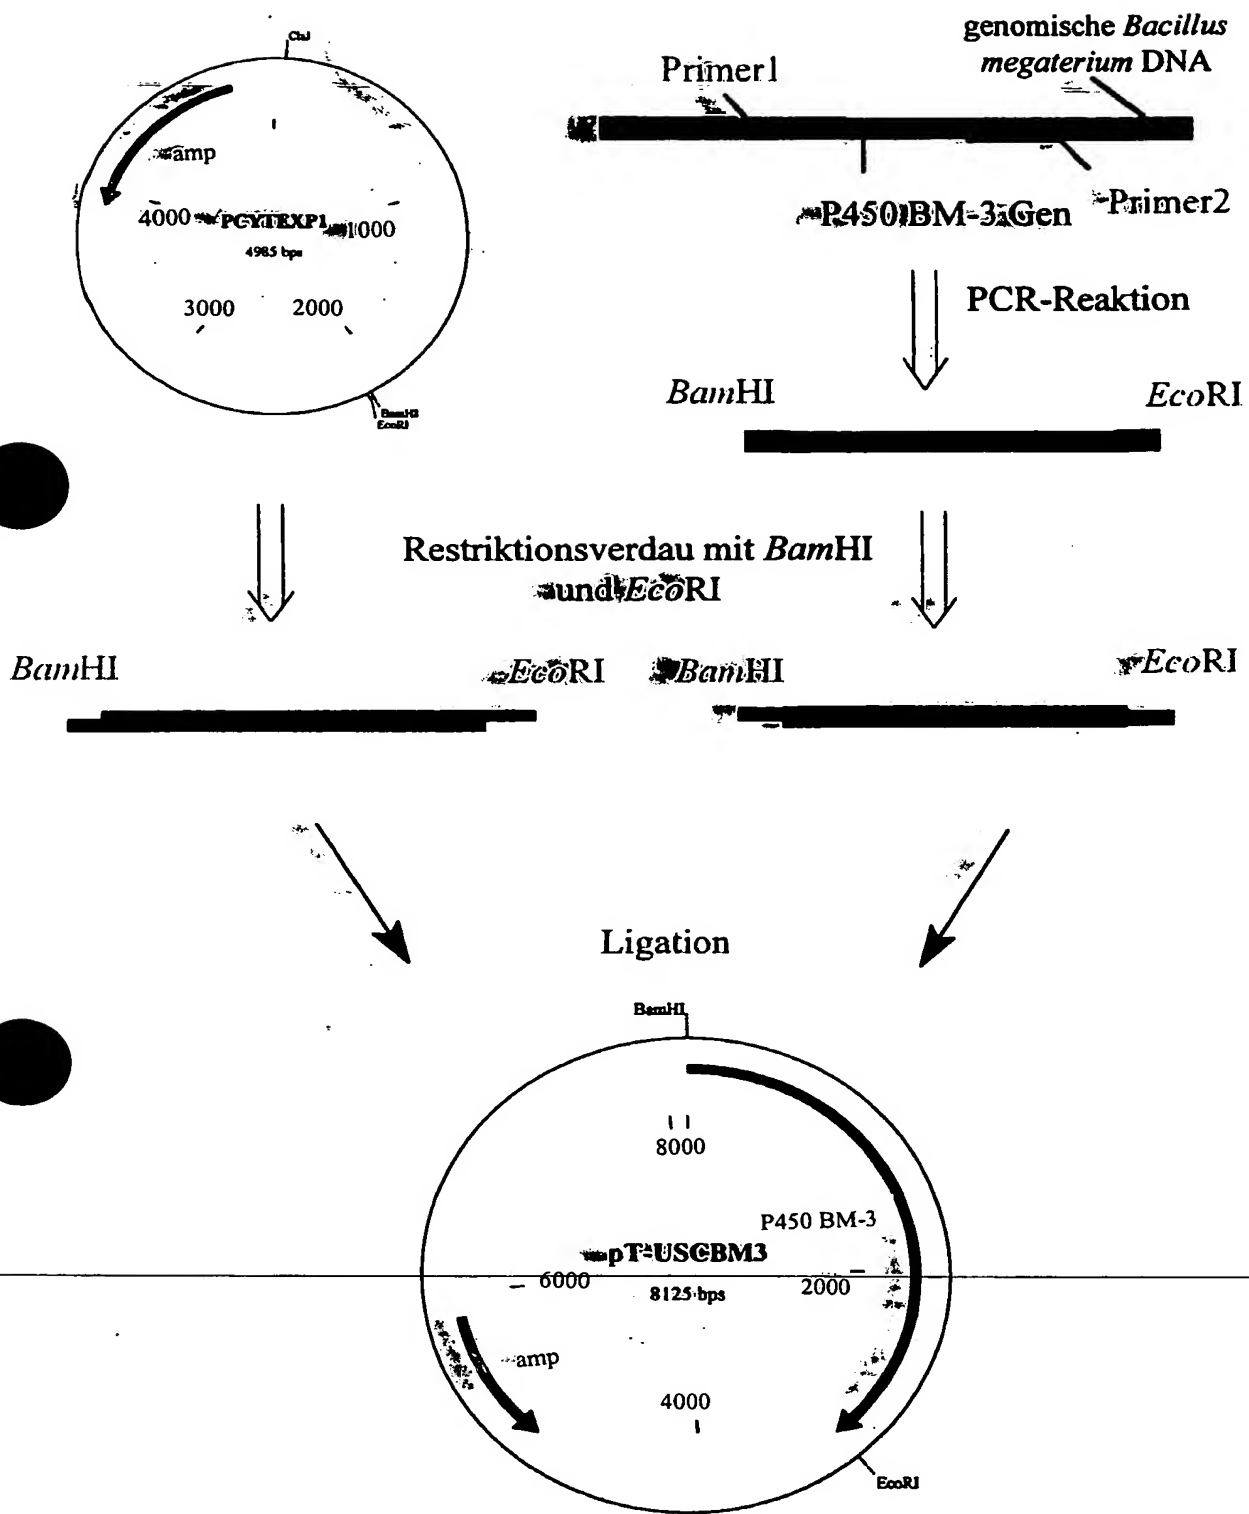 ClaI
amp
4000
PCYTEXP1
1000
4985 bps
3000
2000
BamHI
EcoRI
genomische Bacillus
megaterium DNA
Primer1
P450 BM-3 Gen
Primer2
PCR-Reaktion
BamHI
EcoRI
Restriktionsverdau mit BamHI
und EcoRI
BamHI
EcoRI
BamHI
EcoRI
Ligation
BamHI
8000
P450 BM-3
pT-USCBM3
6000
8125 bps
2000
amp
4000
EcoRI